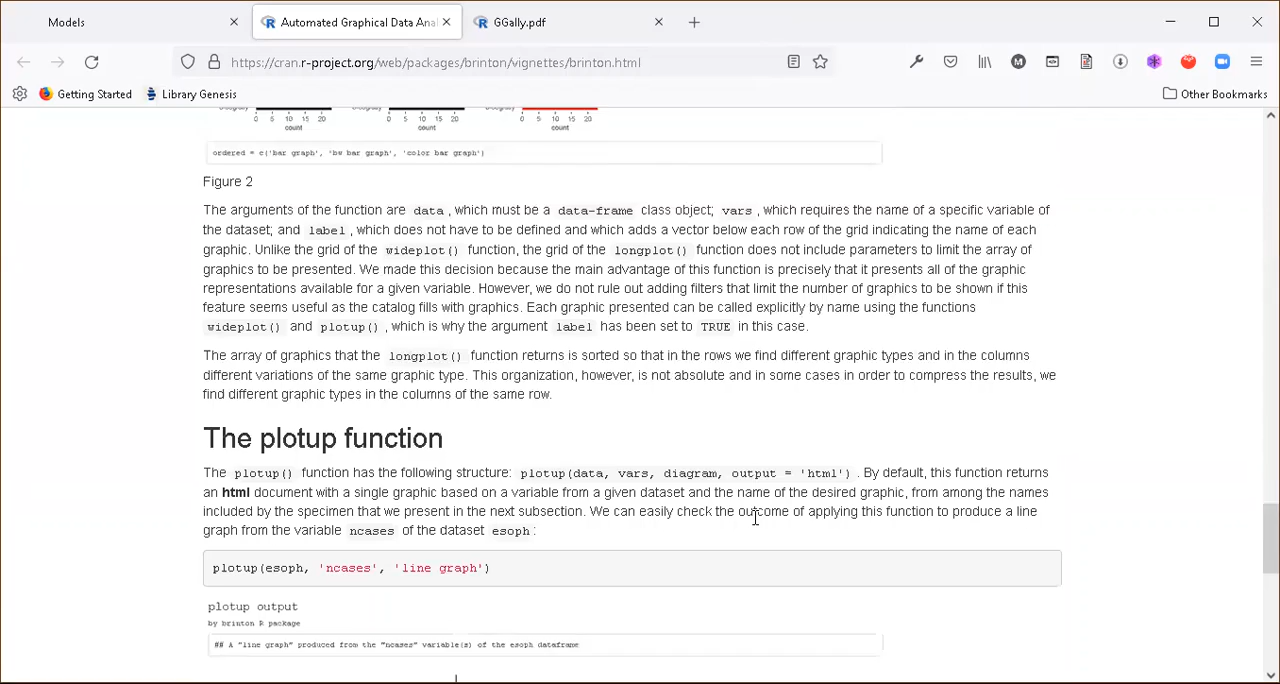 Models
Automated Graphical Data Anal
GGally.pdf
https://cran.r-project.org/web/packages/brinton/vignettes/brinton.html
Getting Started
Library Genesis
Other Bookmarks
0 5 10 15 20 0 5 10 15 20 0 5 10 15 20
count count count
ordered = c('bar graph', 'bw bar graph', 'color bar graph')
Figure 2
The arguments of the function are data , which must be a data-frame class object; vars , which requires the name of a specific variable of
the dataset; and label , which does not have to be defined and which adds a vector below each row of the grid indicating the name of each
graphic. Unlike the grid of the wideplot() function, the grid of the longplot() function does not include parameters to limit the array of
graphics to be presented. We made this decision because the main advantage of this function is precisely that it presents all of the graphic
representations available for a given variable. However, we do not rule out adding filters that limit the number of graphics to be shown if this
feature seems useful as the catalog fills with graphics. Each graphic presented can be called explicitly by name using the functions
wideplot() and plotup() , which is why the argument label has been set to TRUE in this case.
The array of graphics that the longplot() function returns is sorted so that in the rows we find different graphic types and in the columns
different variations of the same graphic type. This organization, however, is not absolute and in some cases in order to compress the results, we
find different graphic types in the columns of the same row.
The plotup function
The plotup() function has the following structure: plotup(data, vars, diagram, output = 'html') . By default, this function returns
an html document with a single graphic based on a variable from a given dataset and the name of the desired graphic, from among the names
included by the specimen that we present in the next subsection. We can easily check the outcome of applying this function to produce a line
graph from the variable ncases of the dataset esoph :
plotup(esoph, 'ncases', 'line graph')
plotup output
by brinton R package
## A "line graph" produced from the "ncases" variable(s) of the esoph dataframe